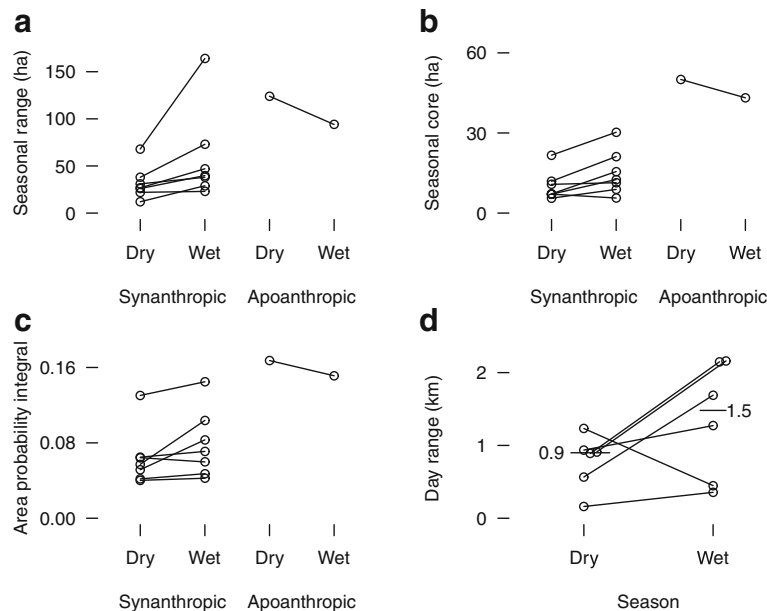 a
Seasonal range (ha)
150
100
50
0
Dry Wet Dry Wet
Synanthropic Apoanthropic
b
Seasonal core (ha)
60
30
0
Dry Wet Dry Wet
Synanthropic Apoanthropic
c
Area probability integral
0.16
0.08
0.00
Dry Wet Dry Wet
Synanthropic Apoanthropic
d
Day range (km)
2
1
0
0.9
1.5
Dry Wet
Season